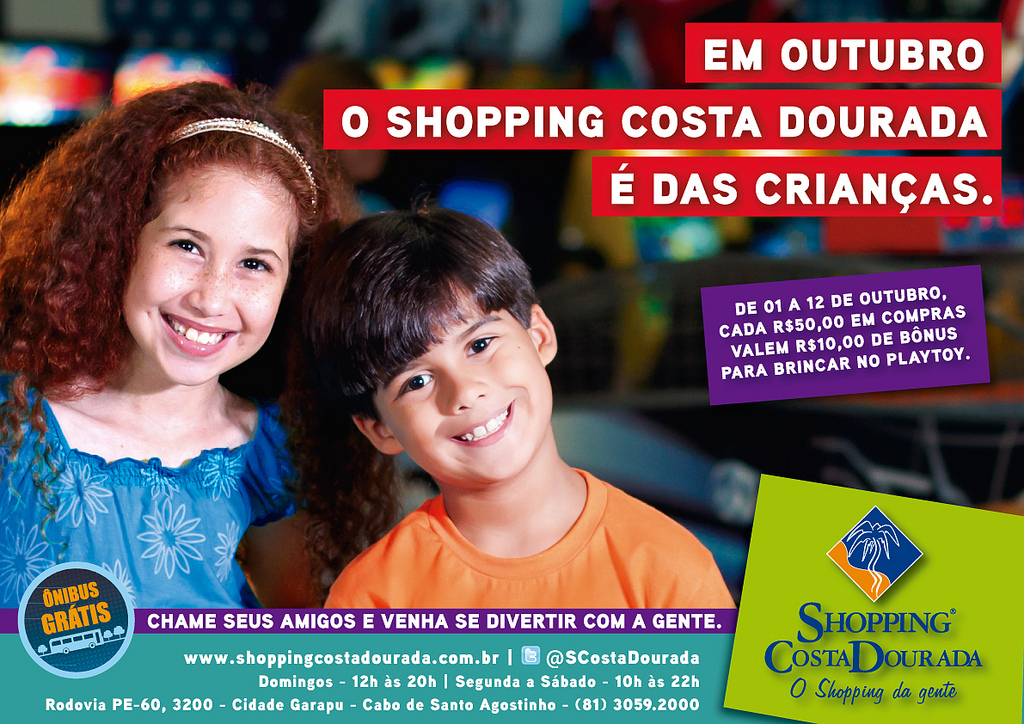 EM OUTUBRO
O SHOPPING COSTA DOURADA
É DAS CRIANÇAS.
DE 01 A 12 DE OUTUBRO,
CADA R$50,00 EM COMPRAS
VALEM R$10,00 DE BÔNUS
PARA BRINCAR NO PLAYTOY.
ÔNIBUS
GRÁTIS
CHAME SEUS AMIGOS E VENHA SE DIVERTIR COM A GENTE.
www.shoppingcostadourada.com.br | @SCostaDourada
Domingos - 12h às 20h | Segunda a Sábado - 10h às 22h
Rodovia PE-60, 3200 - Cidade Garapu - Cabo de Santo Agostinho - (81) 3059.2000
SHOPPING®
COSTADOURADA
O Shopping da gente